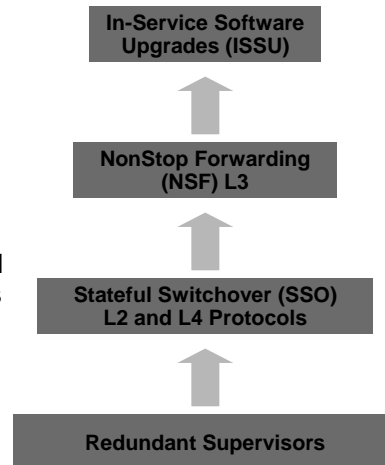 In-Service Software
Upgrades (ISSU)
NonStop Forwarding
(NSF) L3
Stateful Switchover (SSO)
L2 and L4 Protocols
Redundant Supervisors